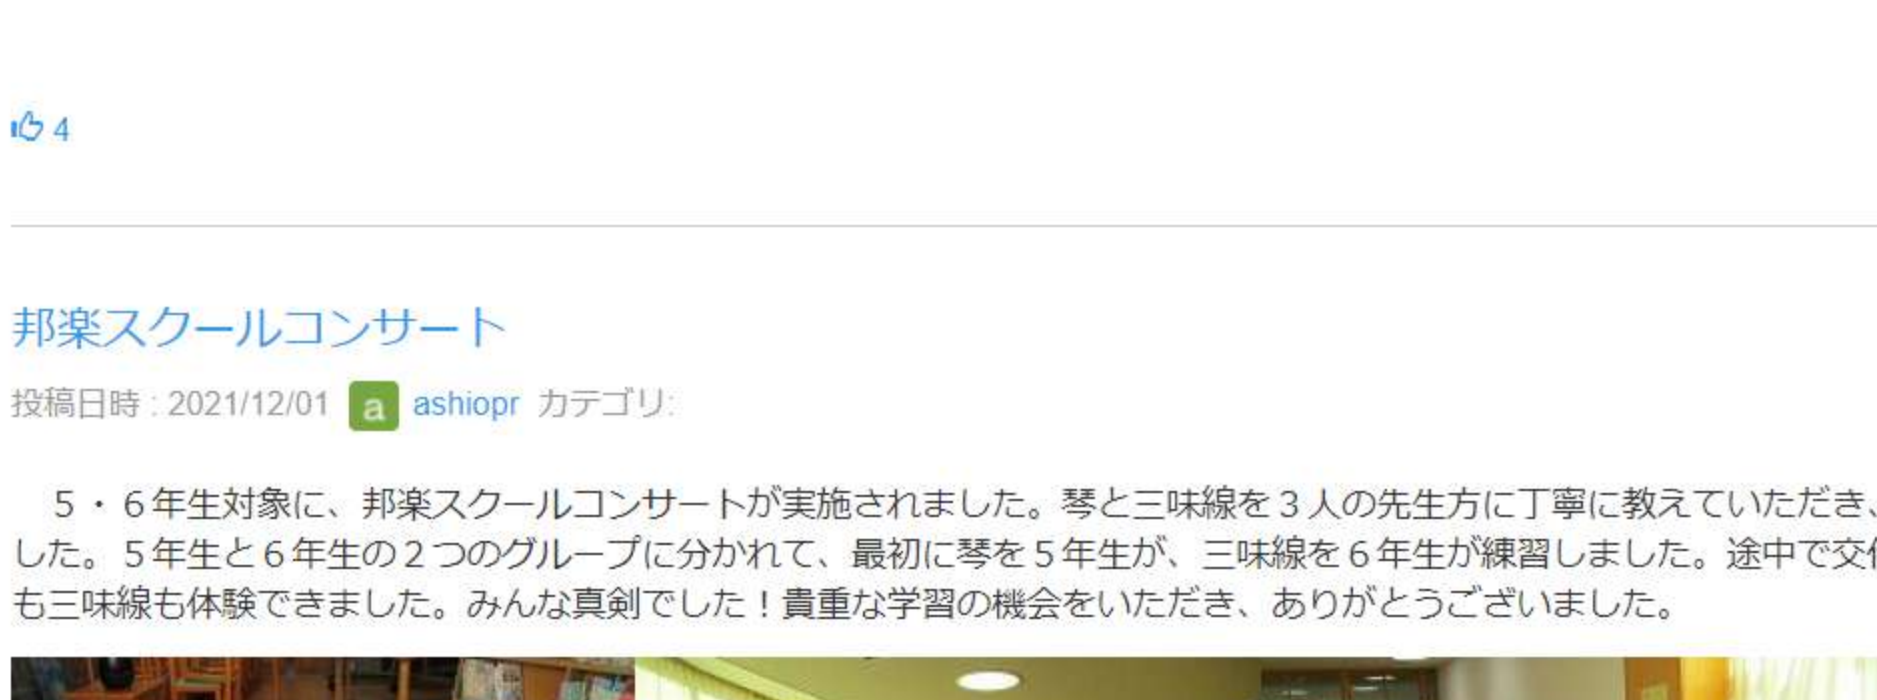 4
邦楽スクールコンサート
投稿日時 : 2021/12/01 a ashiopr カテゴリ:
５・６年生対象に、邦楽スクールコンサートが実施されました。琴と三味線を３人の先生方に丁寧に教えていただき、
した。５年生と６年生の２つのグループに分かれて、最初に琴を５年生が、三味線を６年生が練習しました。途中で交
も三味線も体験できました。みんな真剣でした！貴重な学習の機会をいただき、ありがとうございました。